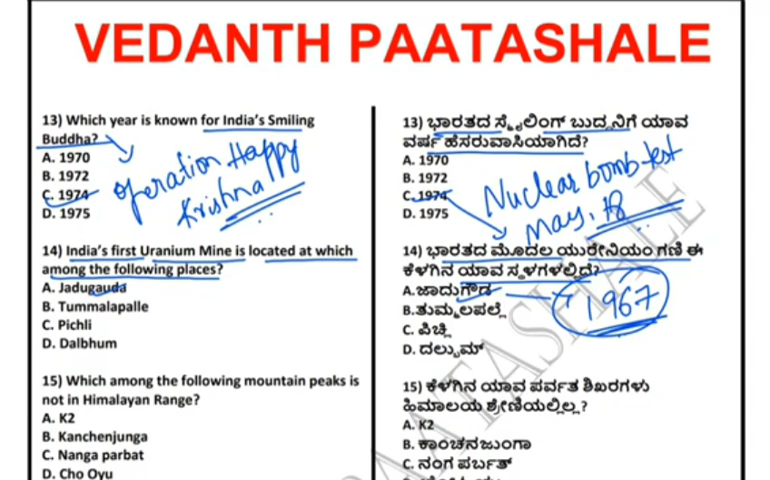 VEDANTH PAATASHALE
13) Which year is known for India's Smiling
Buddha?
A. 1970
B. 1972
C. 1974
D. 1975
Operation Happy
Krishna
14) India's first Uranium Mine is located at which
among the following places?
A. Jadugauda
B. Tummalapalle
C. Pichli
D. Dalbhum
15) Which among the following mountain peaks is
not in Himalayan Range?
A. K2
B. Kanchenjunga
C. Nanga parbat
D. Cho Oyu
13) ಭಾರತದ ಸ್ಮೈಲಿಂಗ್ ಬುದ್ಧನಿಗೆ ಯಾವ
ವರ್ಷ ಹೆಸರುವಾಸಿಯಾಗಿದೆ?
A. 1970
B. 1972
C. 1974
D. 1975
Nuclear bomb test
May, 18
14) ಭಾರತದ ಮೊದಲ ಯುರೇನಿಯಂ ಗಣಿ ಈ
ಕೆಳಗಿನ ಯಾವ ಸ್ಥಳಗಳಲ್ಲಿದೆ?
A.ಜಾದುಗೌಡ
B.ತುಮ್ಮಲಪಲ್ಲೆ
C. ಪಿಚ್ಲಿ
D. ದಲ್ಭುಮ್
1967
15) ಕೆಳಗಿನ ಯಾವ ಪರ್ವತ ಶಿಖರಗಳು
ಹಿಮಾಲಯ ಶ್ರೇಣಿಯಲ್ಲಿಲ್ಲ?
A. K2
B. ಕಾಂಚನಜುಂಗಾ
C. ನಂಗ ಪರ್ಬತ್
PAATASHALE